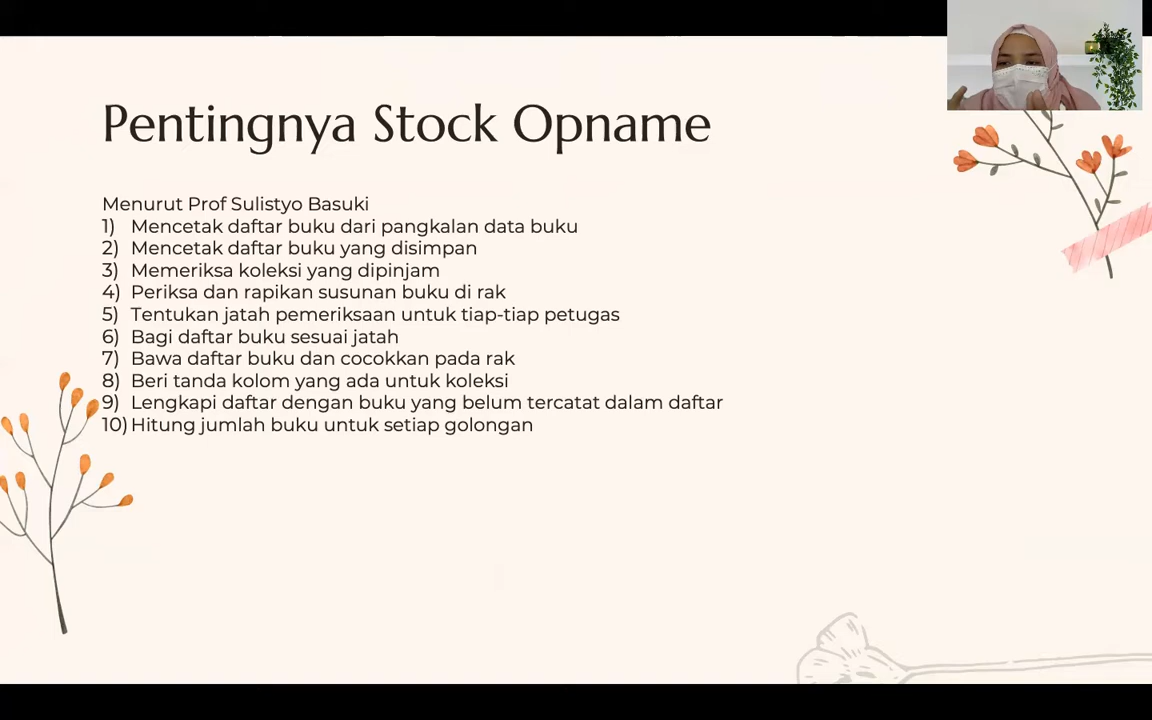 Pentingnya Stock Opname
Menurut Prof Sulistyo Basuki
1) Mencetak daftar buku dari pangkalan data buku
2) Mencetak daftar buku yang disimpan
3) Memeriksa koleksi yang dipinjam
4) Periksa dan rapikan susunan buku di rak
5) Tentukan jatah pemeriksaan untuk tiap-tiap petugas
6) Bagi daftar buku sesuai jatah
7) Bawa daftar buku dan cocokkan pada rak
8) Beri tanda kolom yang ada untuk koleksi
9) Lengkapi daftar dengan buku yang belum tercatat dalam daftar
10) Hitung jumlah buku untuk setiap golongan